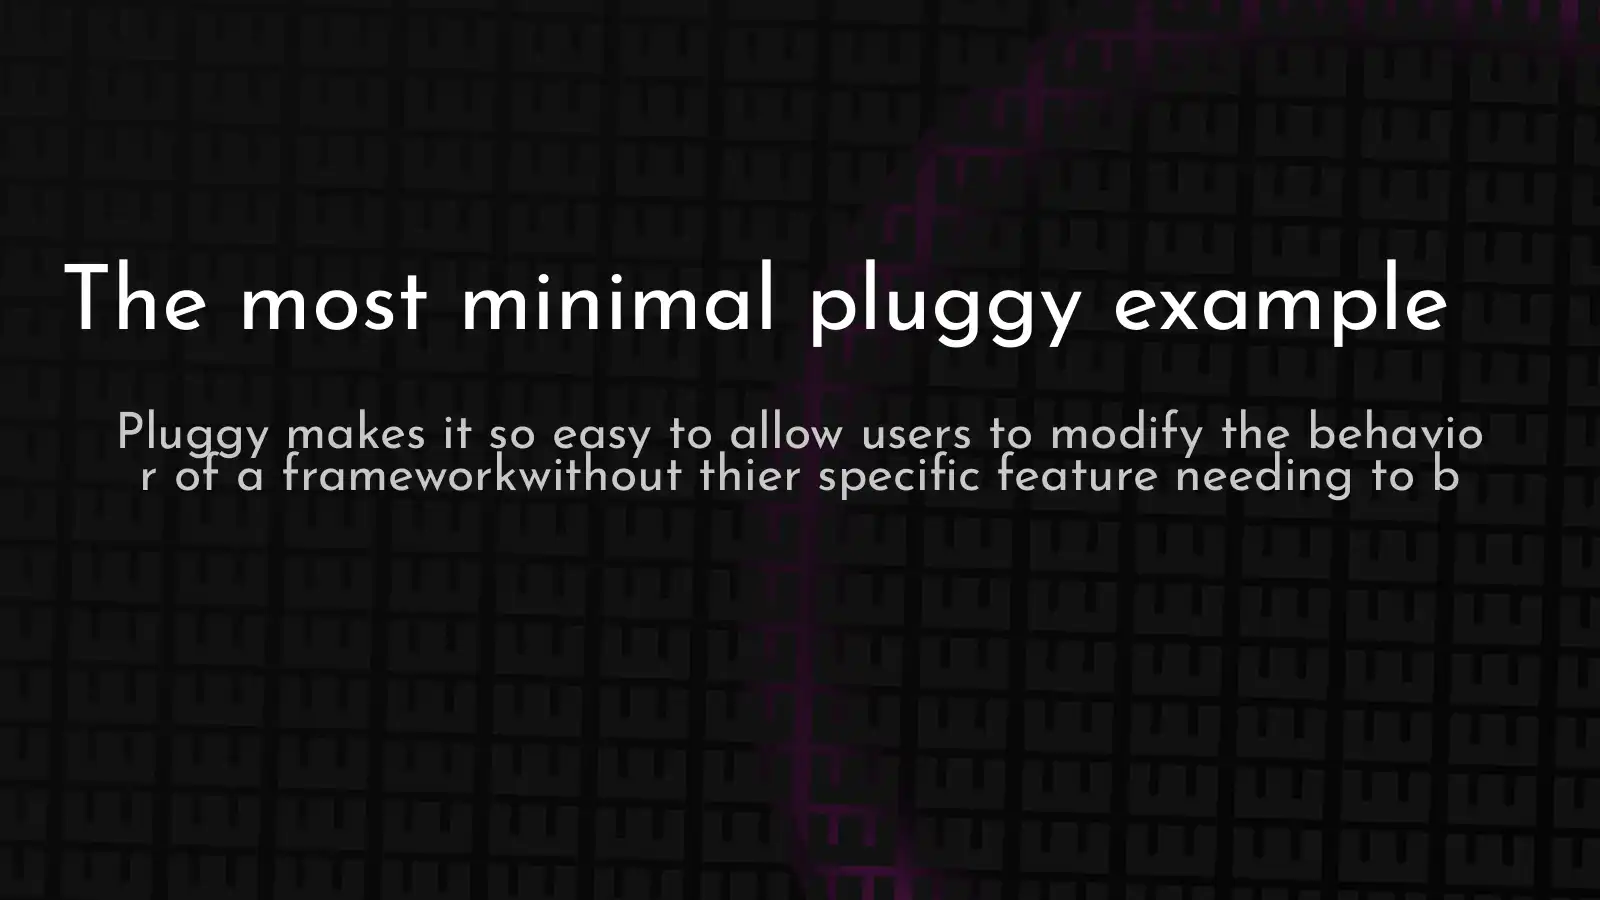 The most minimal pluggy example
Pluggy makes it so easy to allow users to modify the behavio
r of a frameworkwithout thier specific feature needing to b